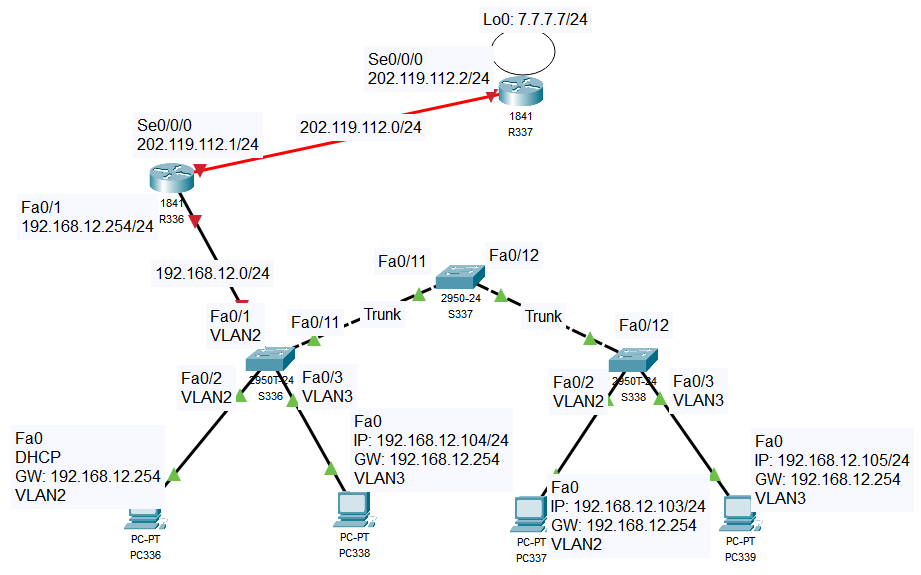 Lo0: 7.7.7.7/24
Se0/0/0
202.119.112.2/24
1841
R337
202.119.112.0/24
Se0/0/0
202.119.112.1/24
1841
R336
Fa0/1
192.168.12.254/24
192.168.12.0/24
Fa0/11
Fa0/12
2950-24
S337
Trunk
Trunk
Fa0/1
VLAN2
Fa0/11
Fa0/12
2950T-24
S336
2950T-24
S338
Fa0/2
VLAN2
Fa0/3
VLAN3
Fa0/2
VLAN2
Fa0/3
VLAN3
Fa0
DHCP
GW: 192.168.12.254
VLAN2
PC-PT
PC336
Fa0
IP: 192.168.12.104/24
GW: 192.168.12.254
VLAN3
PC-PT
PC338
Fa0
IP: 192.168.12.103/24
GW: 192.168.12.254
VLAN2
PC-PT
PC337
Fa0
IP: 192.168.12.105/24
GW: 192.168.12.254
VLAN3
PC-PT
PC339